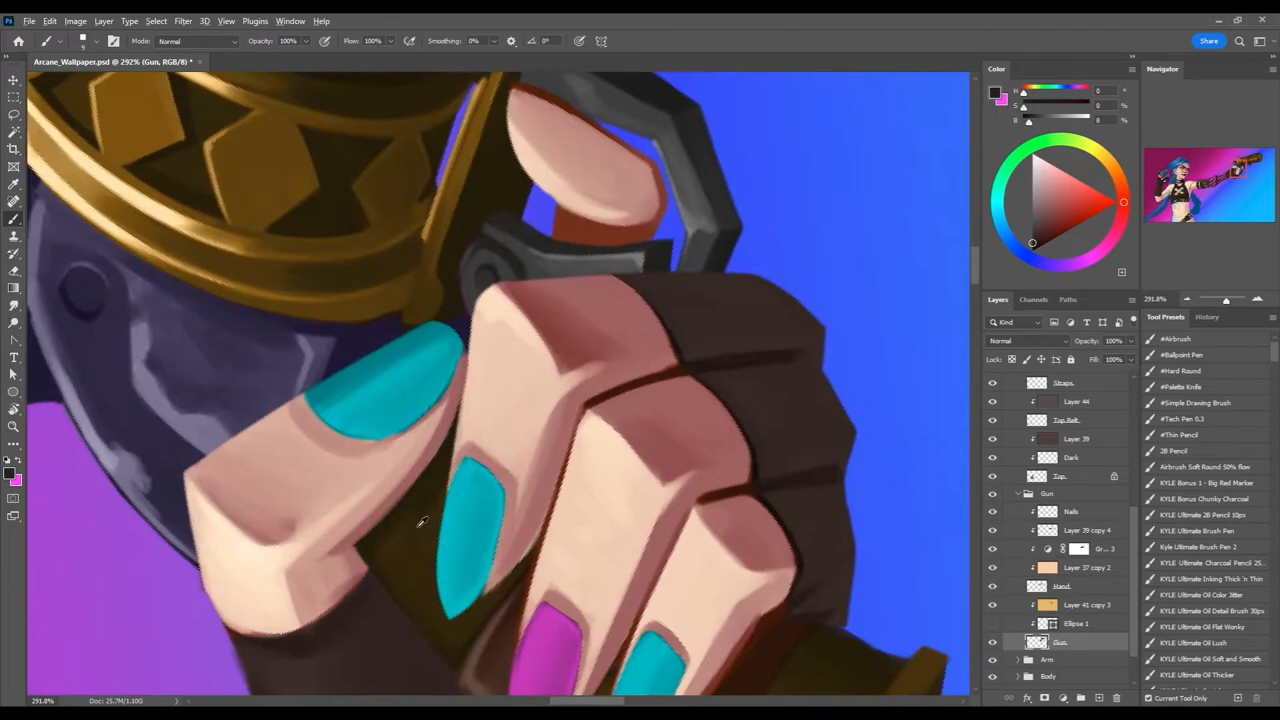 Ps File Edit Image Layer Type Select Filter 3D View Plugins Window Help
9 Mode: Normal Opacity: 100% Flow: 100% Smoothing: 0% 0° Share
Arcane_Wallpaper.psd @ 292% (Gun, RGB/8) * ×
Color
H 0 °
S 0 %
B 8 %
Navigator
291.8%
Layers Channels Paths
Kind
Normal Opacity: 100%
Lock: Fill: 100%
Straps
Layer 44
Top Belt
Layer 39
Dark
Top
Gun
Nails
Layer 39 copy 4
Gr... 3
Layer 37 copy 2
Hand
Layer 41 copy 3
Ellipse 1
Gun
Arm
Body
fx
Tool Presets History
#Airbrush
#Ballpoint Pen
#Hard Round
#Palette Knife
#Simple Drawing Brush
#Tech Pen 0.3
#Thin Pencil
2B Pencil
Airbrush Soft Round 50% flow
KYLE Bonus 1 - Big Red Marker
KYLE Bonus Chunky Charcoal
KYLE Ultimate 2B Pencil 10px
KYLE Ultimate Brush Pen
Kyle Ultimate Brush Pen 2
KYLE Ultimate Charcoal Pencil 25...
KYLE Ultimate Inking Thick 'n Thin
KYLE Ultimate Oil Color Jitter
KYLE Ultimate Oil Detail Brush 30px
KYLE Ultimate Oil Flat Wonky
KYLE Ultimate Oil Lush
KYLE Ultimate Oil Soft and Smooth
KYLE Ultimate Oil Thicker
Current Tool Only
291.8% Doc: 25.7M/1.10G